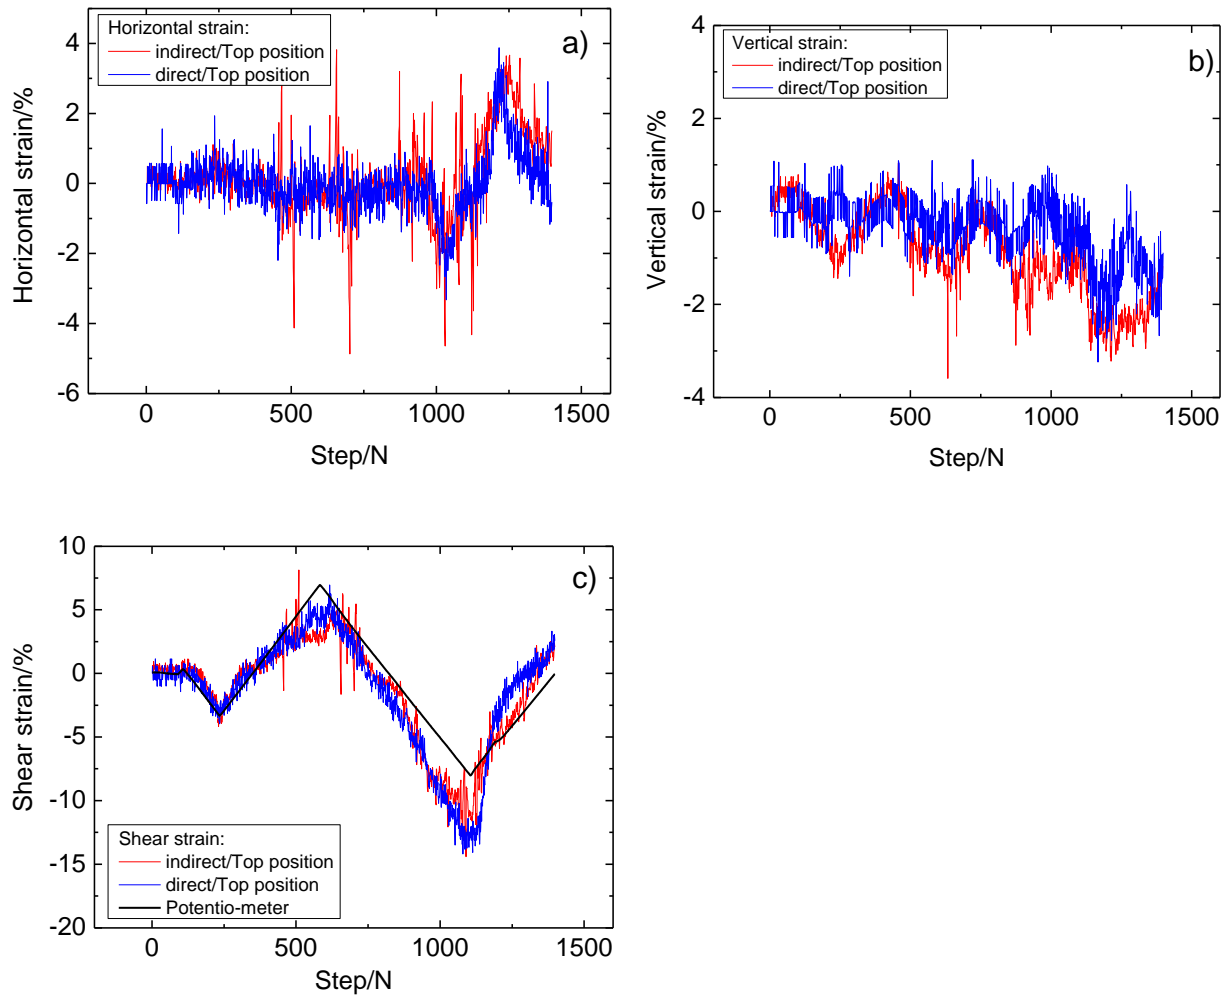 Horizontal strain:
indirect/Top position
direct/Top position
a)
4
2
0
-2
-4
-6
0
500
1000
1500
Horizontal strain/%
Step/N
Vertical strain:
indirect/Top position
direct/Top position
b)
4
2
0
-2
-4
0
500
1000
1500
Vertical strain/%
Step/N
c)
10
5
0
-5
-10
-15
-20
Shear strain:
indirect/Top position
direct/Top position
Potentio-meter
0
500
1000
1500
Shear strain/%
Step/N